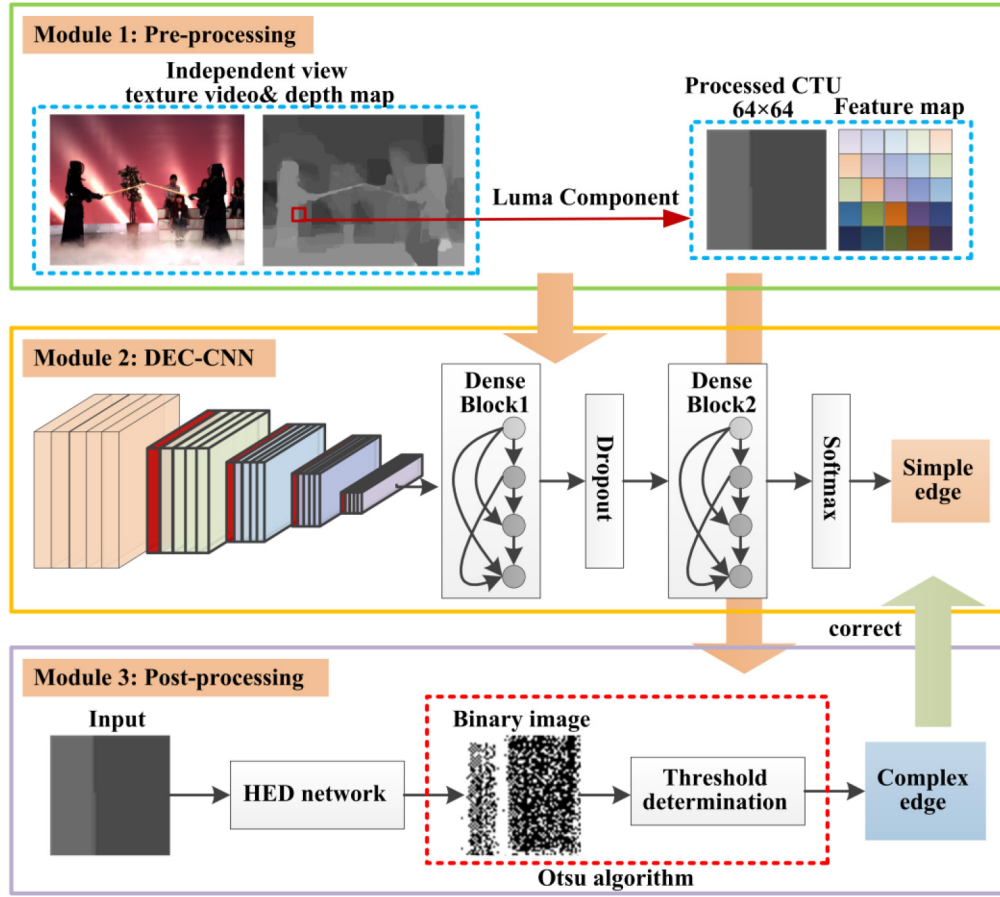 Module 1: Pre-processing
Independent view
texture video& depth map
Processed CTU
64×64
Feature map
Luma Component
Module 2: DEC-CNN
Dense
Block1
Dropout
Dense
Block2
Softmax
Simple
edge
correct
Module 3: Post-processing
Input
HED network
Binary image
Threshold
determination
Complex
edge
Otsu algorithm